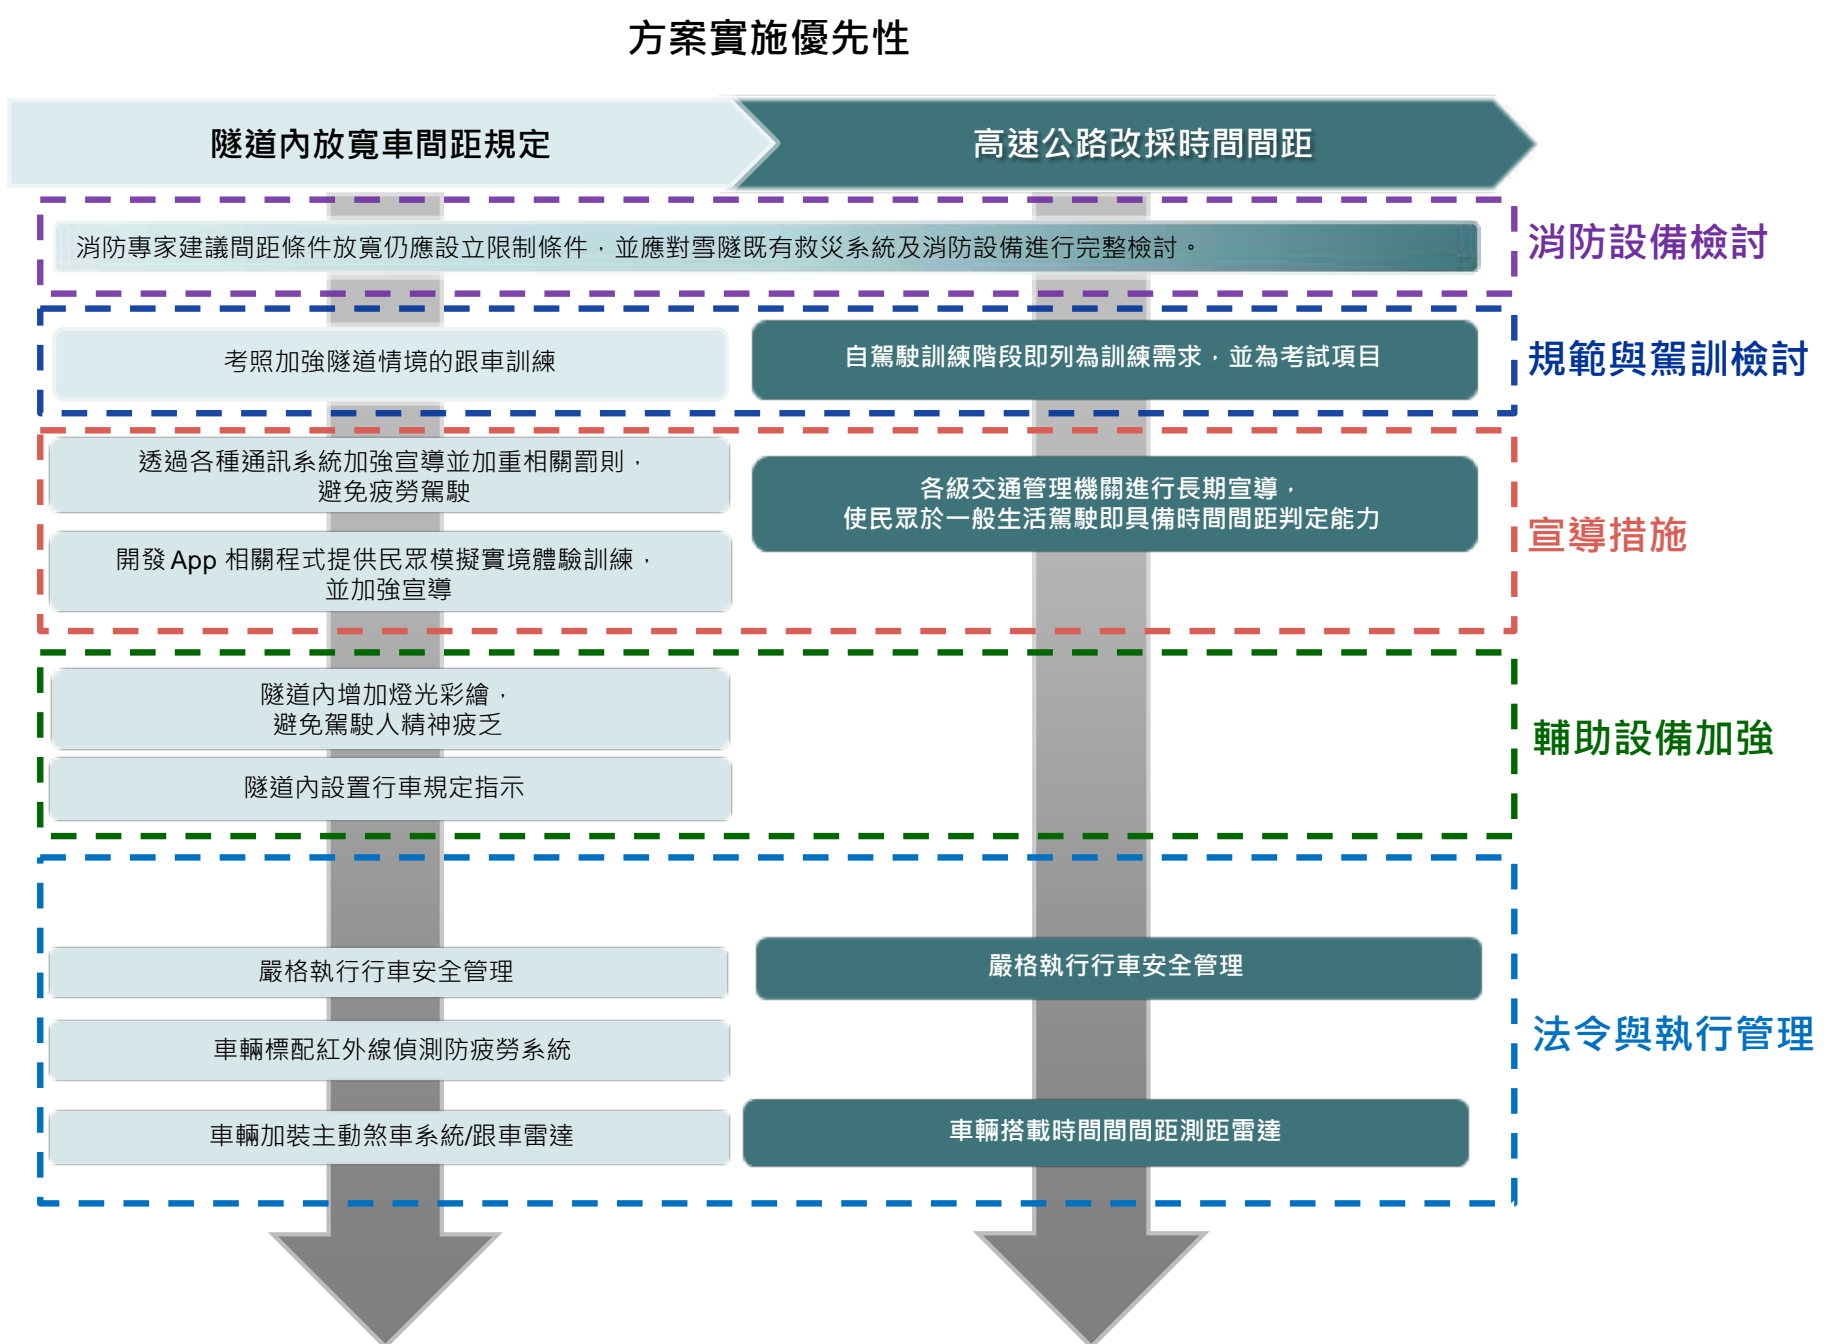 方案實施優先性
隧道內放寬車間距規定
高速公路改採時間間距
消防專家建議間距條件放寬仍應設立限制條件，並應對雪隧既有救災系統及消防設備進行完整檢討。
消防設備檢討
考照加強隧道情境的跟車訓練
自駕駛訓練階段即列為訓練需求，並為考試項目
規範與駕訓檢討
透過各種通訊系統加強宣導並加重相關罰則，
避免疲勞駕駛
各級交通管理機關進行長期宣導，
使民眾於一般生活駕駛即具備時間間距判定能力
開發 App 相關程式提供民眾模擬實境體驗訓練，
並加強宣導
宣導措施
隧道內增加燈光彩繪，
避免駕駛人精神疲乏
隧道內設置行車規定指示
輔助設備加強
嚴格執行行車安全管理
嚴格執行行車安全管理
車輛標配紅外線偵測防疲勞系統
法令與執行管理
車輛加裝主動煞車系統/跟車雷達
車輛搭載時間間間距測距雷達